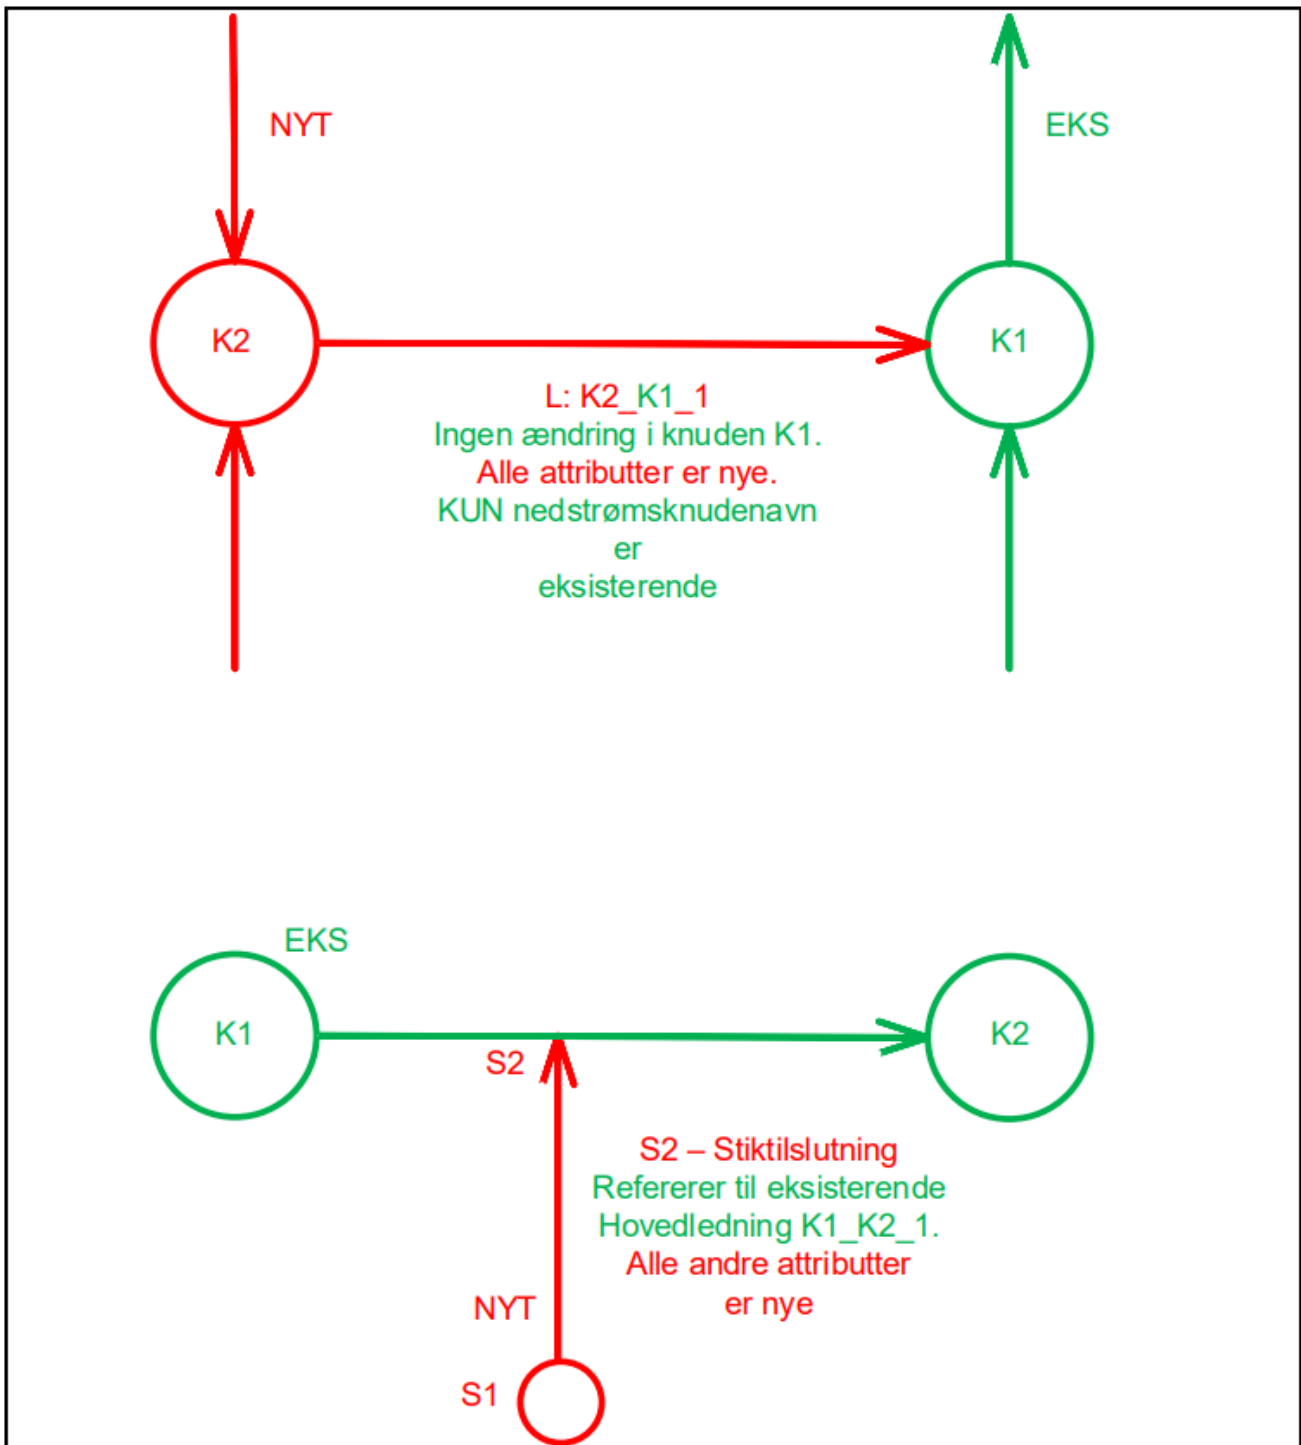 NYT
EKS
K2
K1
L: K2_K1_1
Ingen ændring i knuden K1.
Alle attributter er nye.
KUN nedstrømsknudenavn
er
eksisterende
EKS
K1
K2
S2
S2 – Stiktilslutning
Refererer til eksisterende
Hovedledning K1_K2_1.
Alle andre attributter
er nye
NYT
S1